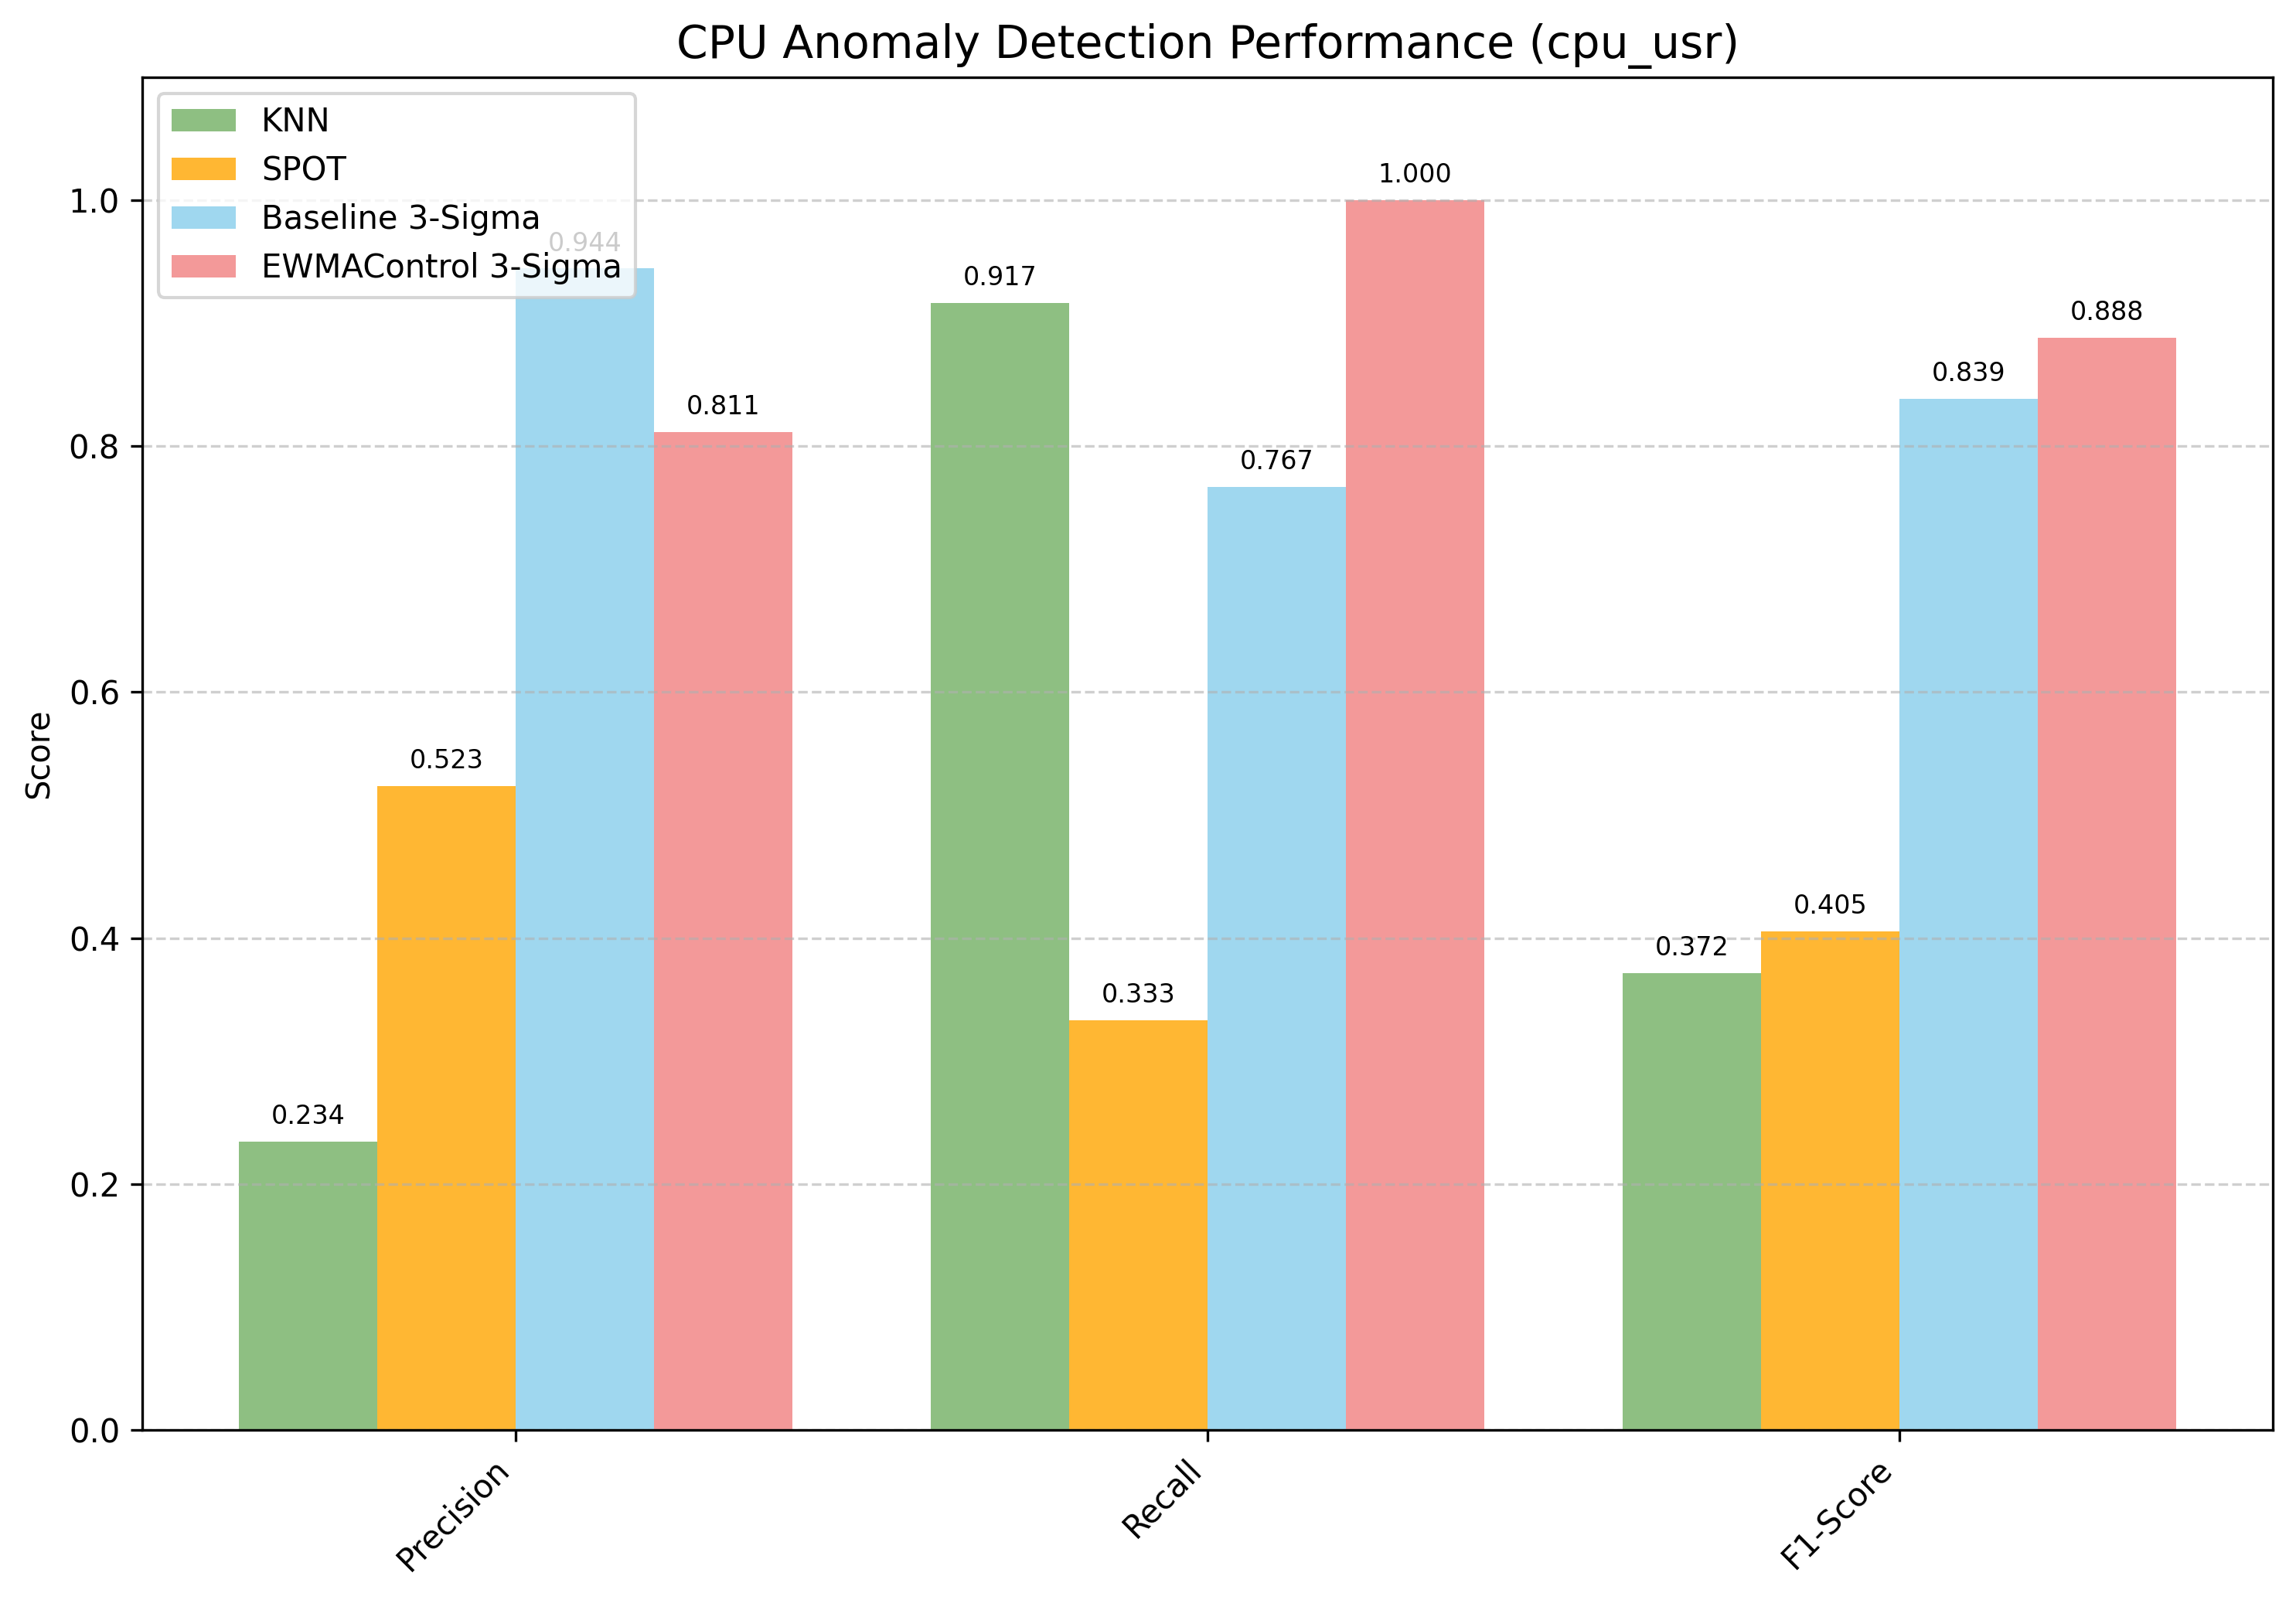 CPU Anomaly Detection Performance (cpu_usr)
KNN
SPOT
Baseline 3-Sigma
EWMAControl 3-Sigma
Score
1.0
0.8
0.6
0.4
0.2
0.0
0.234
0.523
0.944
0.811
0.917
0.333
0.767
1.000
0.372
0.405
0.839
0.888
Precision
Recall
F1-Score